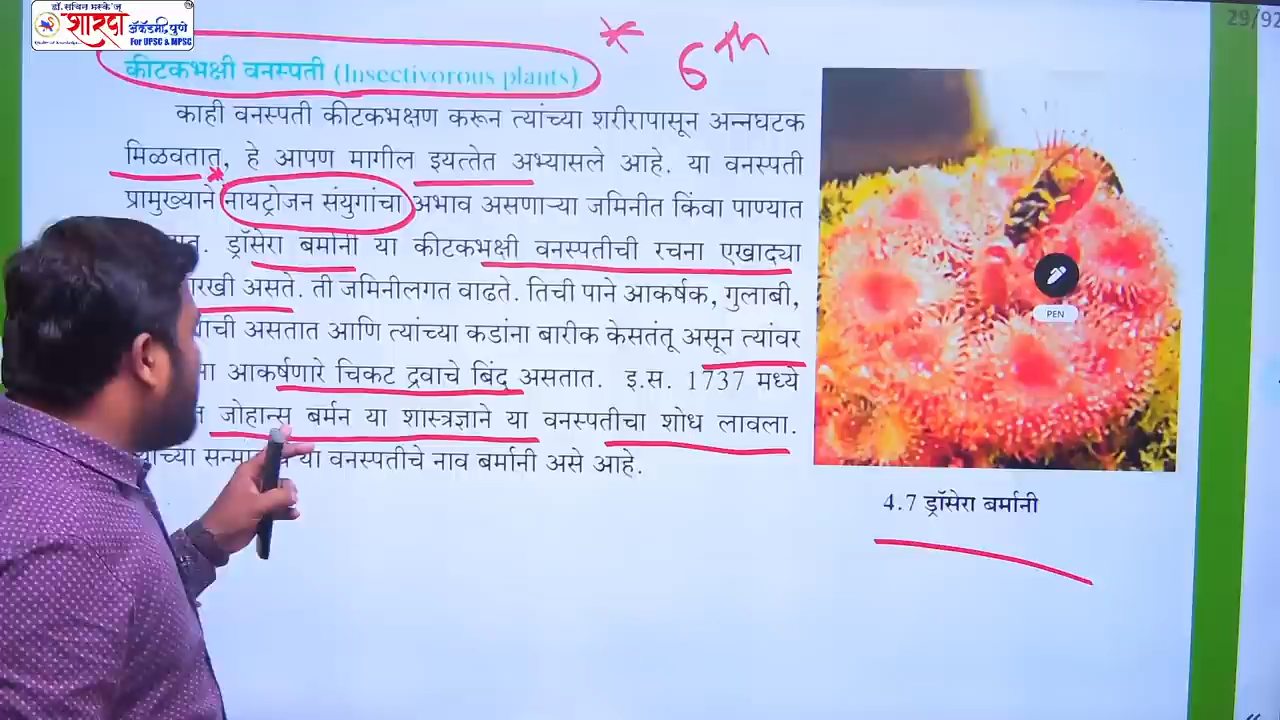 डॉ. सचिन भस्के'ज्
शारदा
अ‍ॅकॅडमी, पुणे
For UPSC & MPSC
29/92
* 6th
कीटकभक्षी वनस्पती (Insectivorous plants)
काही वनस्पती कीटकभक्षण करून त्यांच्या शरीरापासून अन्नघटक
मिळवतात, हे आपण मागील इयत्तेत अभ्यासले आहे. या वनस्पती
प्रामुख्याने नायट्रोजन संयुगांचा अभाव असणाऱ्या जमिनीत किंवा पाण्यात
ड्रॉसेरा बर्मानी या कीटकभक्षी वनस्पतीची रचना एखाद्या
असते. ती जमिनीलगत वाढते. तिची पाने आकर्षक, गुलाबी,
असतात आणि त्यांच्या कडांना बारीक केसतंतू असून त्यांवर
आकर्षणारे चिकट द्रवाचे बिंदू असतात. इ.स. 1737 मध्ये
जोहान्स बर्मन या शास्त्रज्ञाने या वनस्पतीचा शोध लावला.
या वनस्पतीचे नाव बर्मानी असे आहे.
PEN
4.7 ड्रॉसेरा बर्मानी